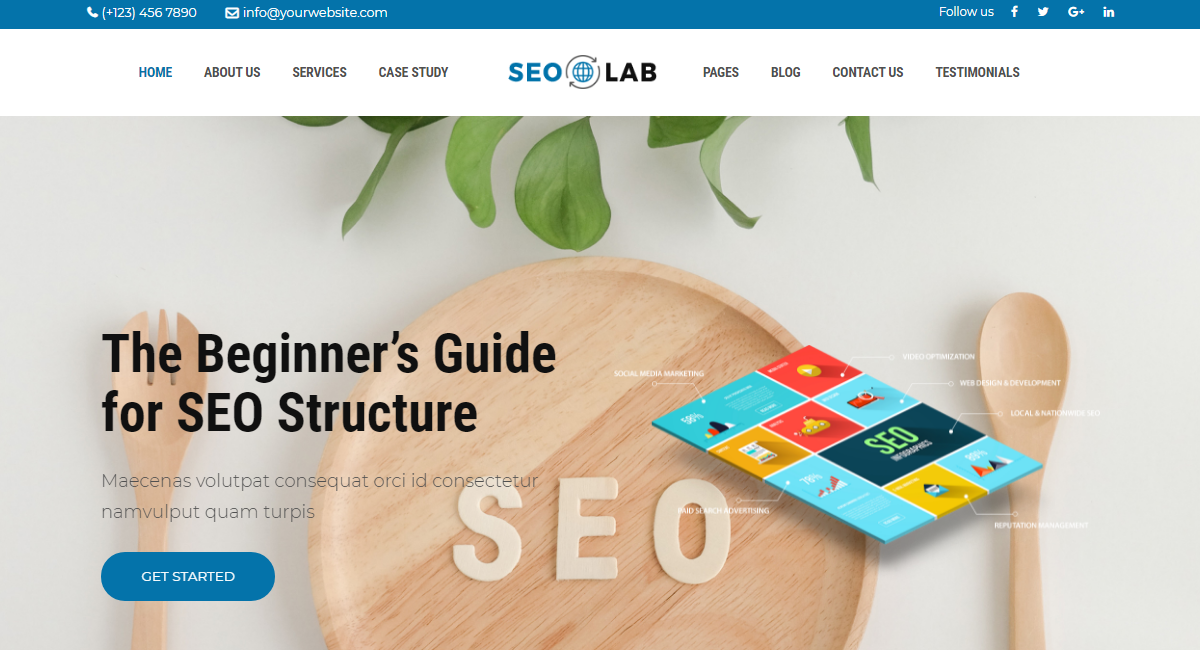 (+123) 456 7890
info@yourwebsite.com
Follow us
HOME
ABOUT US
SERVICES
CASE STUDY
SEO LAB
PAGES
BLOG
CONTACT US
TESTIMONIALS
The Beginner’s Guide
for SEO Structure
Maecenas volutpat consequat orci id consectetur
namvulput quam turpis
GET STARTED
SEO
SOCIAL MEDIA MARKETING
VIDEO OPTIMIZATION
WEB DESIGN & DEVELOPMENT
LOCAL & NATIONWIDE SEO
SEO
INFOGRAPHICS
58%
78%
PAID SEARCH ADVERTISING
REPUTATION MANAGEMENT